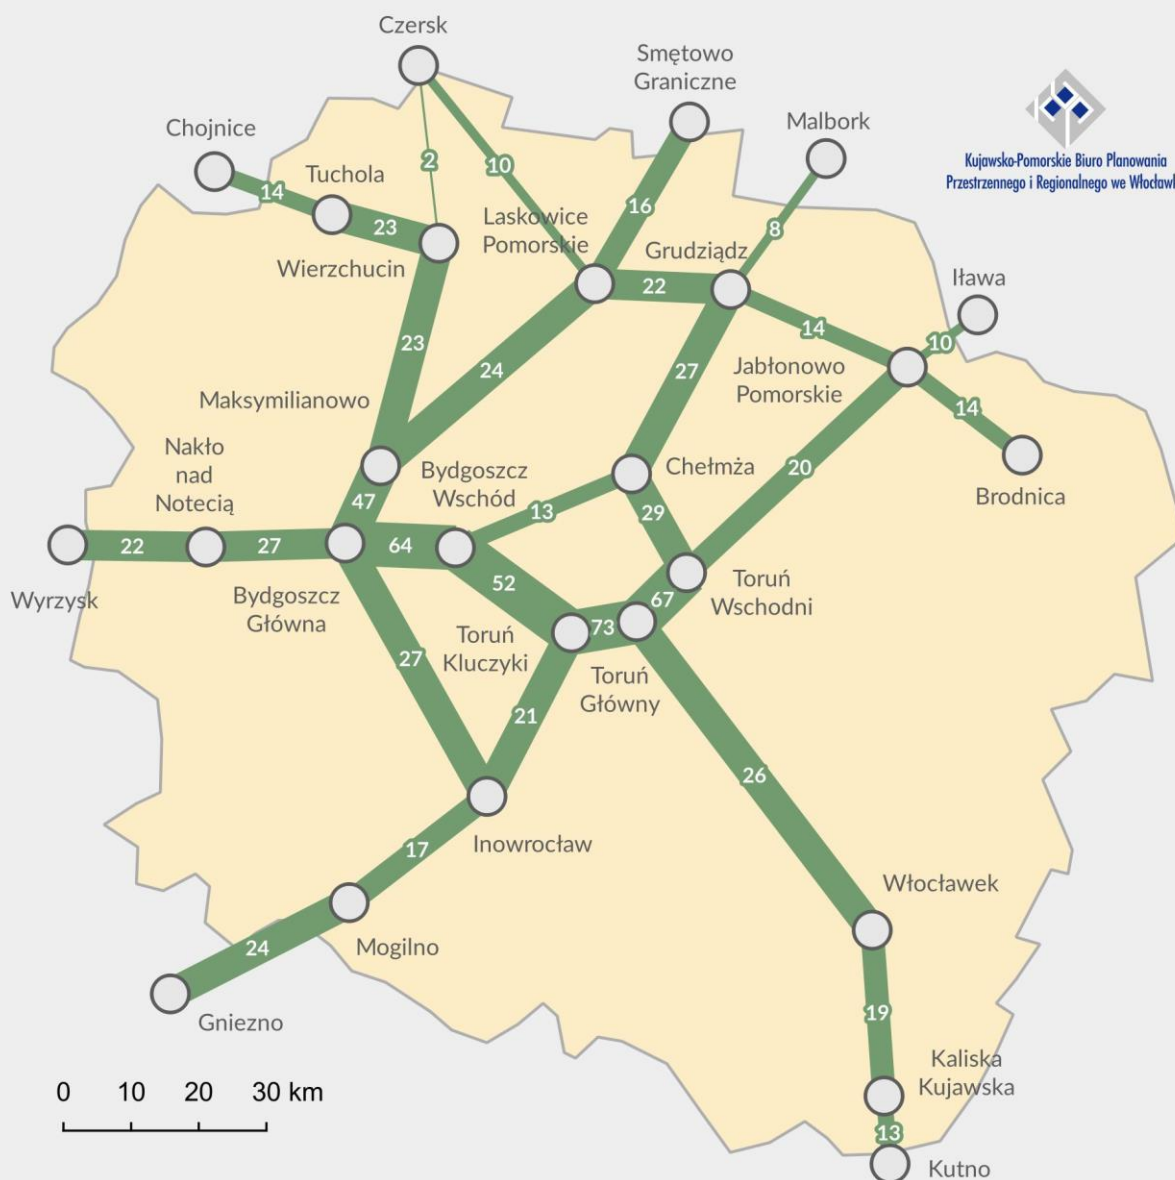 Czersk
Smętowo
Graniczne
Malbork
Kujawsko-Pomorskie Biuro Planowania
Przestrzennego i Regionalnego we
Chojnice
14
Tuchola
23
Wierzchucin
2
10
Laskowice
Pomorskie
16
Grudziądz
8
22
Iława
14
10
Jabłonowo
Pomorskie
14
Brodnica
23
24
27
20
Maksymilianowo
Nakło
nad
Notecią
47
Bydgoszcz
Wschód
13
Chełmża
29
22
27
64
52
Wyrzysk
Bydgoszcz
Główna
Toruń
Kluczyki
73
67
Toruń
Wschodni
Toruń
Główny
27
21
26
Inowrocław
17
Włocławek
Mogilno
24
Gniezno
19
Kaliska
Kujawska
13
Kutno
0 10 20 30 km